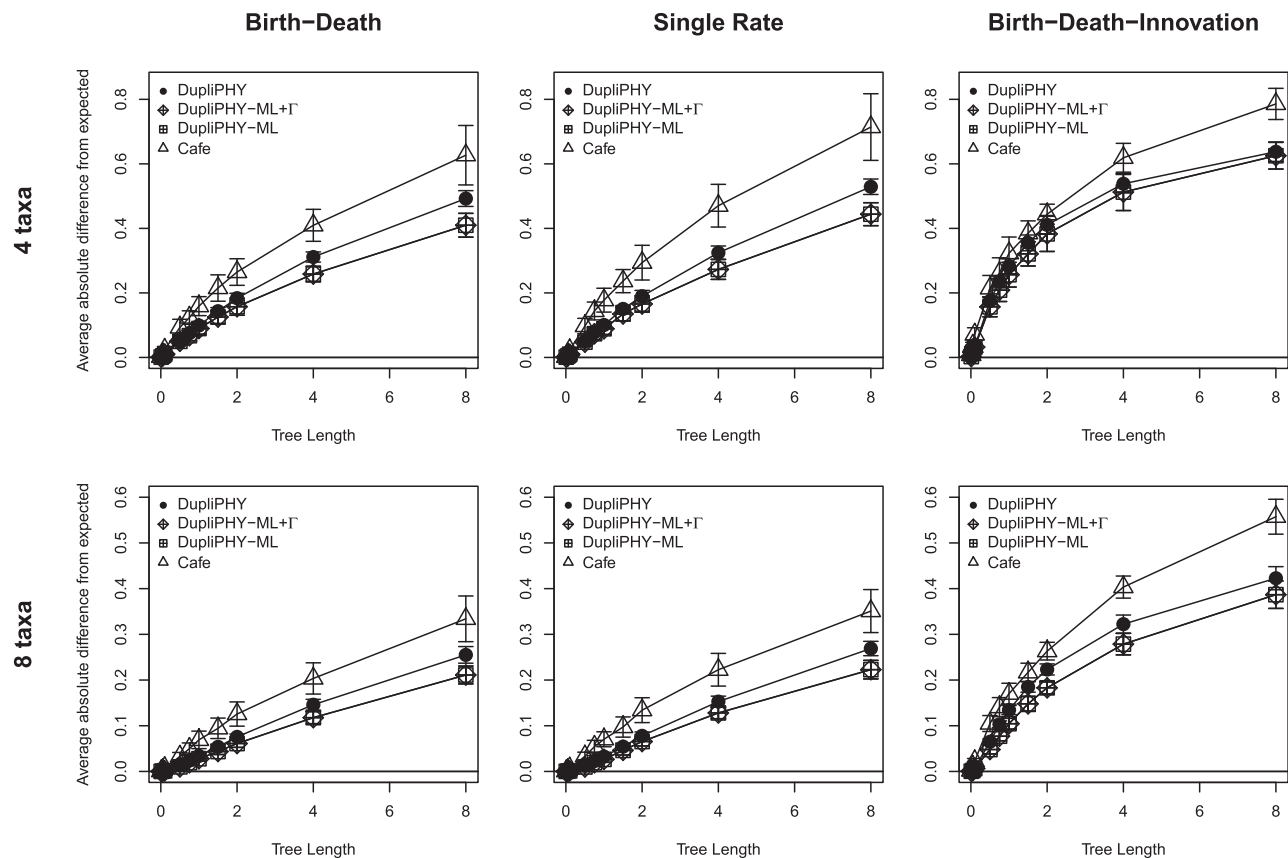 Birth−Death
Single Rate
Birth−Death−Innovation
4 taxa
Average absolute difference from expected
0.0 0.2 0.4 0.6 0.8
DupliPHY
DupliPHY−ML+Γ
DupliPHY−ML
Cafe
0 2 4 6 8
Tree Length
0.0 0.2 0.4 0.6 0.8
DupliPHY
DupliPHY−ML+Γ
DupliPHY−ML
Cafe
0 2 4 6 8
Tree Length
0.0 0.2 0.4 0.6 0.8
DupliPHY
DupliPHY−ML+Γ
DupliPHY−ML
Cafe
0 2 4 6 8
Tree Length
8 taxa
Average absolute difference from expected
0.0 0.1 0.2 0.3 0.4 0.5 0.6
DupliPHY
DupliPHY−ML+Γ
DupliPHY−ML
Cafe
0 2 4 6 8
Tree Length
0.0 0.1 0.2 0.3 0.4 0.5 0.6
DupliPHY
DupliPHY−ML+Γ
DupliPHY−ML
Cafe
0 2 4 6 8
Tree Length
0.0 0.1 0.2 0.3 0.4 0.5 0.6
DupliPHY
DupliPHY−ML+Γ
DupliPHY−ML
Cafe
0 2 4 6 8
Tree Length